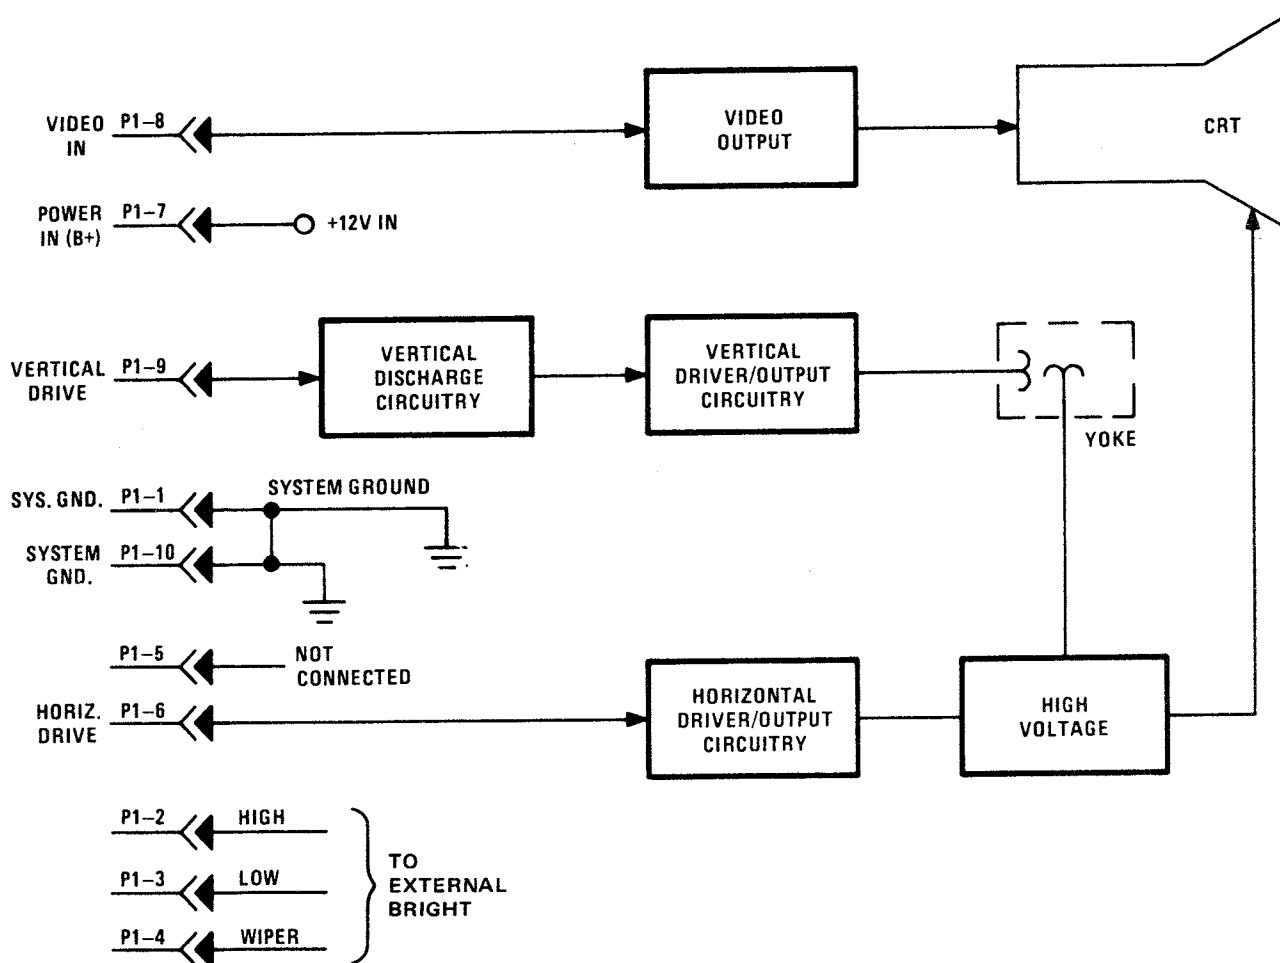 VIDEO
IN
P1-8
VIDEO
OUTPUT
CRT
POWER
IN (B+)
P1-7
+12V IN
VERTICAL
DRIVE
P1-9
VERTICAL
DISCHARGE
CIRCUITRY
VERTICAL
DRIVER/OUTPUT
CIRCUITRY
YOKE
SYS. GND.
P1-1
SYSTEM GROUND
SYSTEM
GND.
P1-10
P1-5
NOT
CONNECTED
HORIZ.
DRIVE
P1-6
HORIZONTAL
DRIVER/OUTPUT
CIRCUITRY
HIGH
VOLTAGE
P1-2
HIGH
P1-3
LOW
P1-4
WIPER
TO
EXTERNAL
BRIGHT